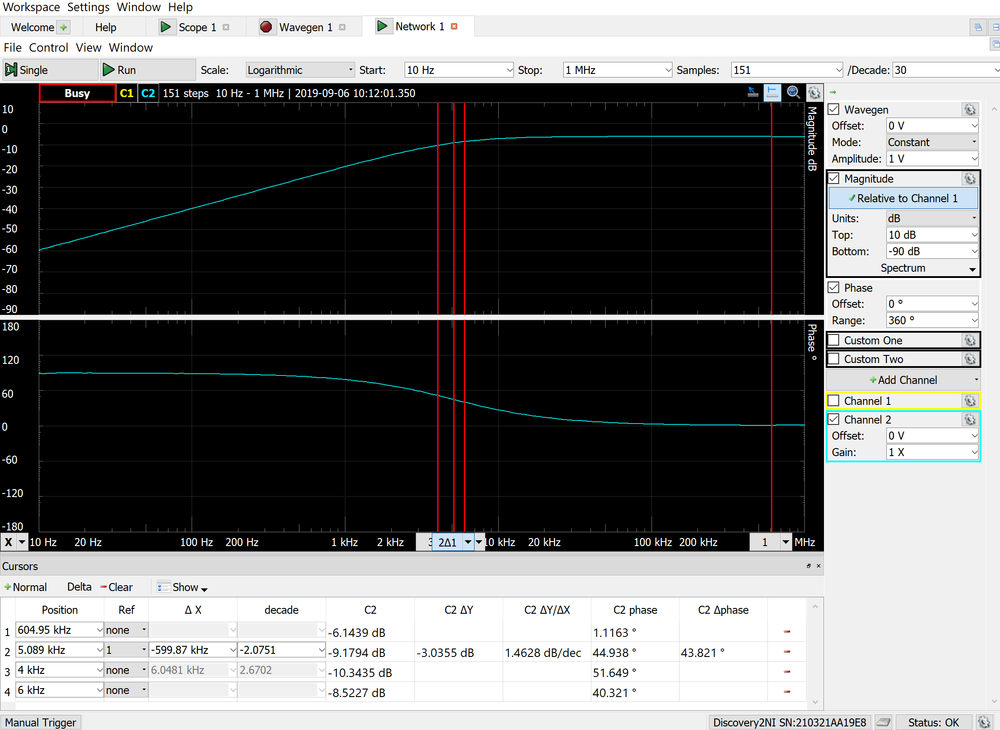 Workspace Settings Window Help
Welcome Help Scope 1 Wavegen 1 Network 1
File Control View Window
1 Single Run Scale: Logarithmic Start: 10 Hz Stop: 1 MHz Samples: 151 /Decade: 30
Busy C1 C2 151 steps 10 Hz - 1 MHz | 2019-09-06 10:12:01.350
10
0
-10
-20
-30
-40
-50
-60
-70
-80
-90
Magnitude dB
180
120
60
0
-60
-120
-180
Phase °
X 10 Hz 20 Hz 100 Hz 200 Hz 1 kHz 2 kHz 3 2Δ1 10 kHz 20 kHz 100 kHz 200 kHz 1 MHz
Wavegen
Offset: 0 V
Mode: Constant
Amplitude: 1 V
Magnitude
Relative to Channel 1
Units: dB
Top: 10 dB
Bottom: -90 dB
Spectrum
Phase
Offset: 0 °
Range: 360 °
Custom One
Custom Two
Add Channel
Channel 1
Channel 2
Offset: 0 V
Gain: 1 X
Cursors
Normal Delta Clear Show
Position Ref Δ X decade C2 C2 ΔY C2 ΔY/ΔX C2 phase C2 Δphase
1 604.95 kHz none -6.1439 dB 1.1163 °
2 5.089 kHz 1 -599.87 kHz -2.0751 -9.1794 dB -3.0355 dB 1.4628 dB/dec 44.938 ° 43.821 °
3 4 kHz none 6.0481 kHz 2.6702 -10.3435 dB 51.649 °
4 6 kHz none -8.5227 dB 40.321 °
Manual Trigger Discovery2NI SN:210321AA19E8 Status: OK